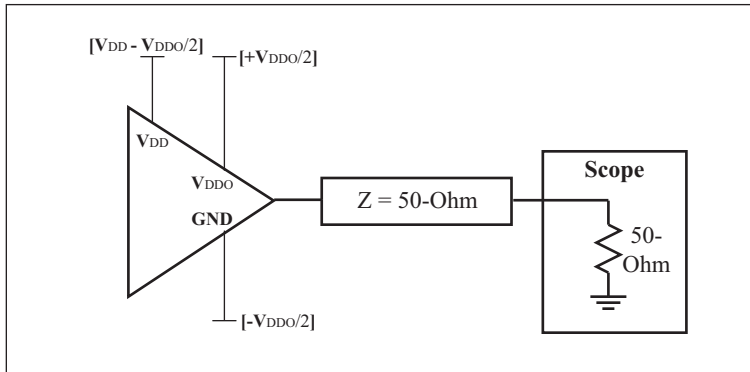 [VDD - VDDO/2]
[+VDDO/2]
VDD
VDDO
GND
[-VDDO/2]
Z = 50-Ohm
Scope
50-
Ohm